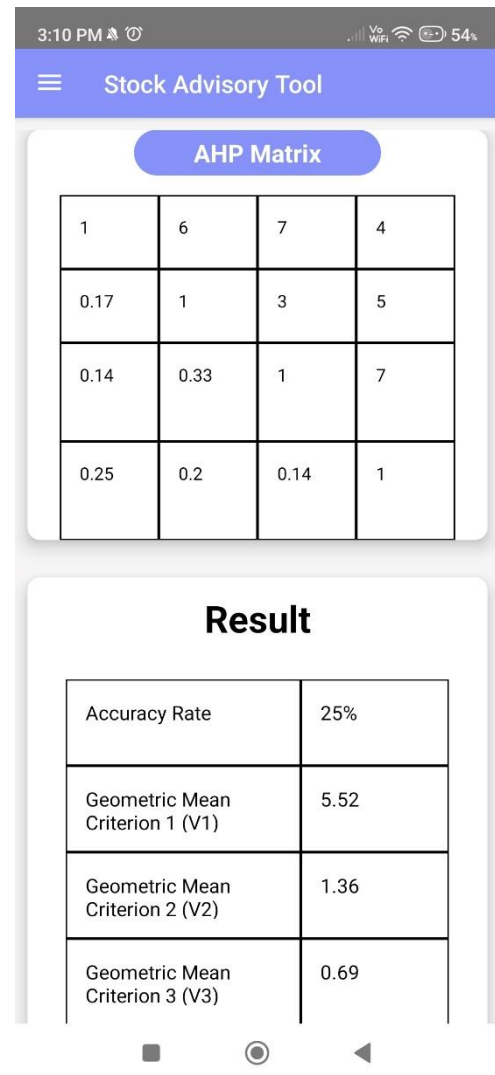 3:10 PM Vo WiFi 54%
Stock Advisory Tool
AHP Matrix
1 6 7 4
0.17 1 3 5
0.14 0.33 1 7
0.25 0.2 0.14 1
Result
Accuracy Rate 25%
Geometric Mean 5.52
Criterion 1 (V1)
Geometric Mean 1.36
Criterion 2 (V2)
Geometric Mean 0.69
Criterion 3 (V3)